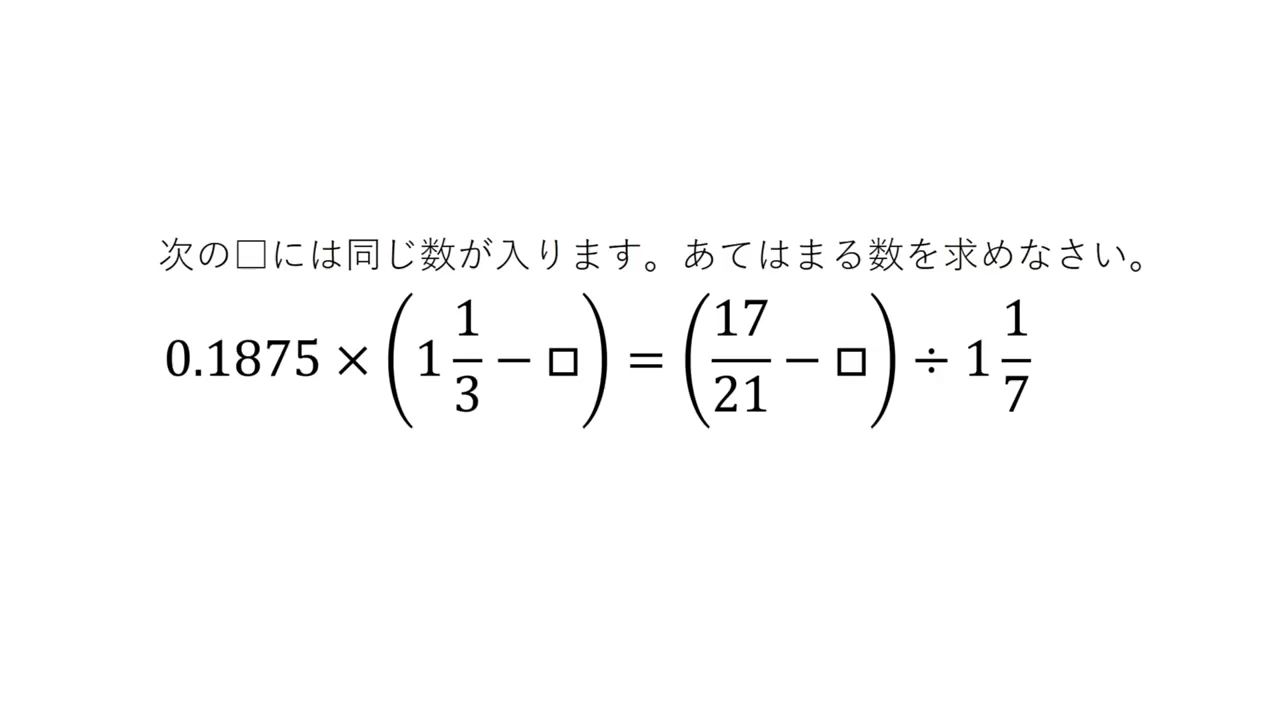 次の□には同じ数が入ります。あてはまる数を求めなさい。
0.1875 × (1 1/3 − □) = (17/21 − □) ÷ 1 1/7